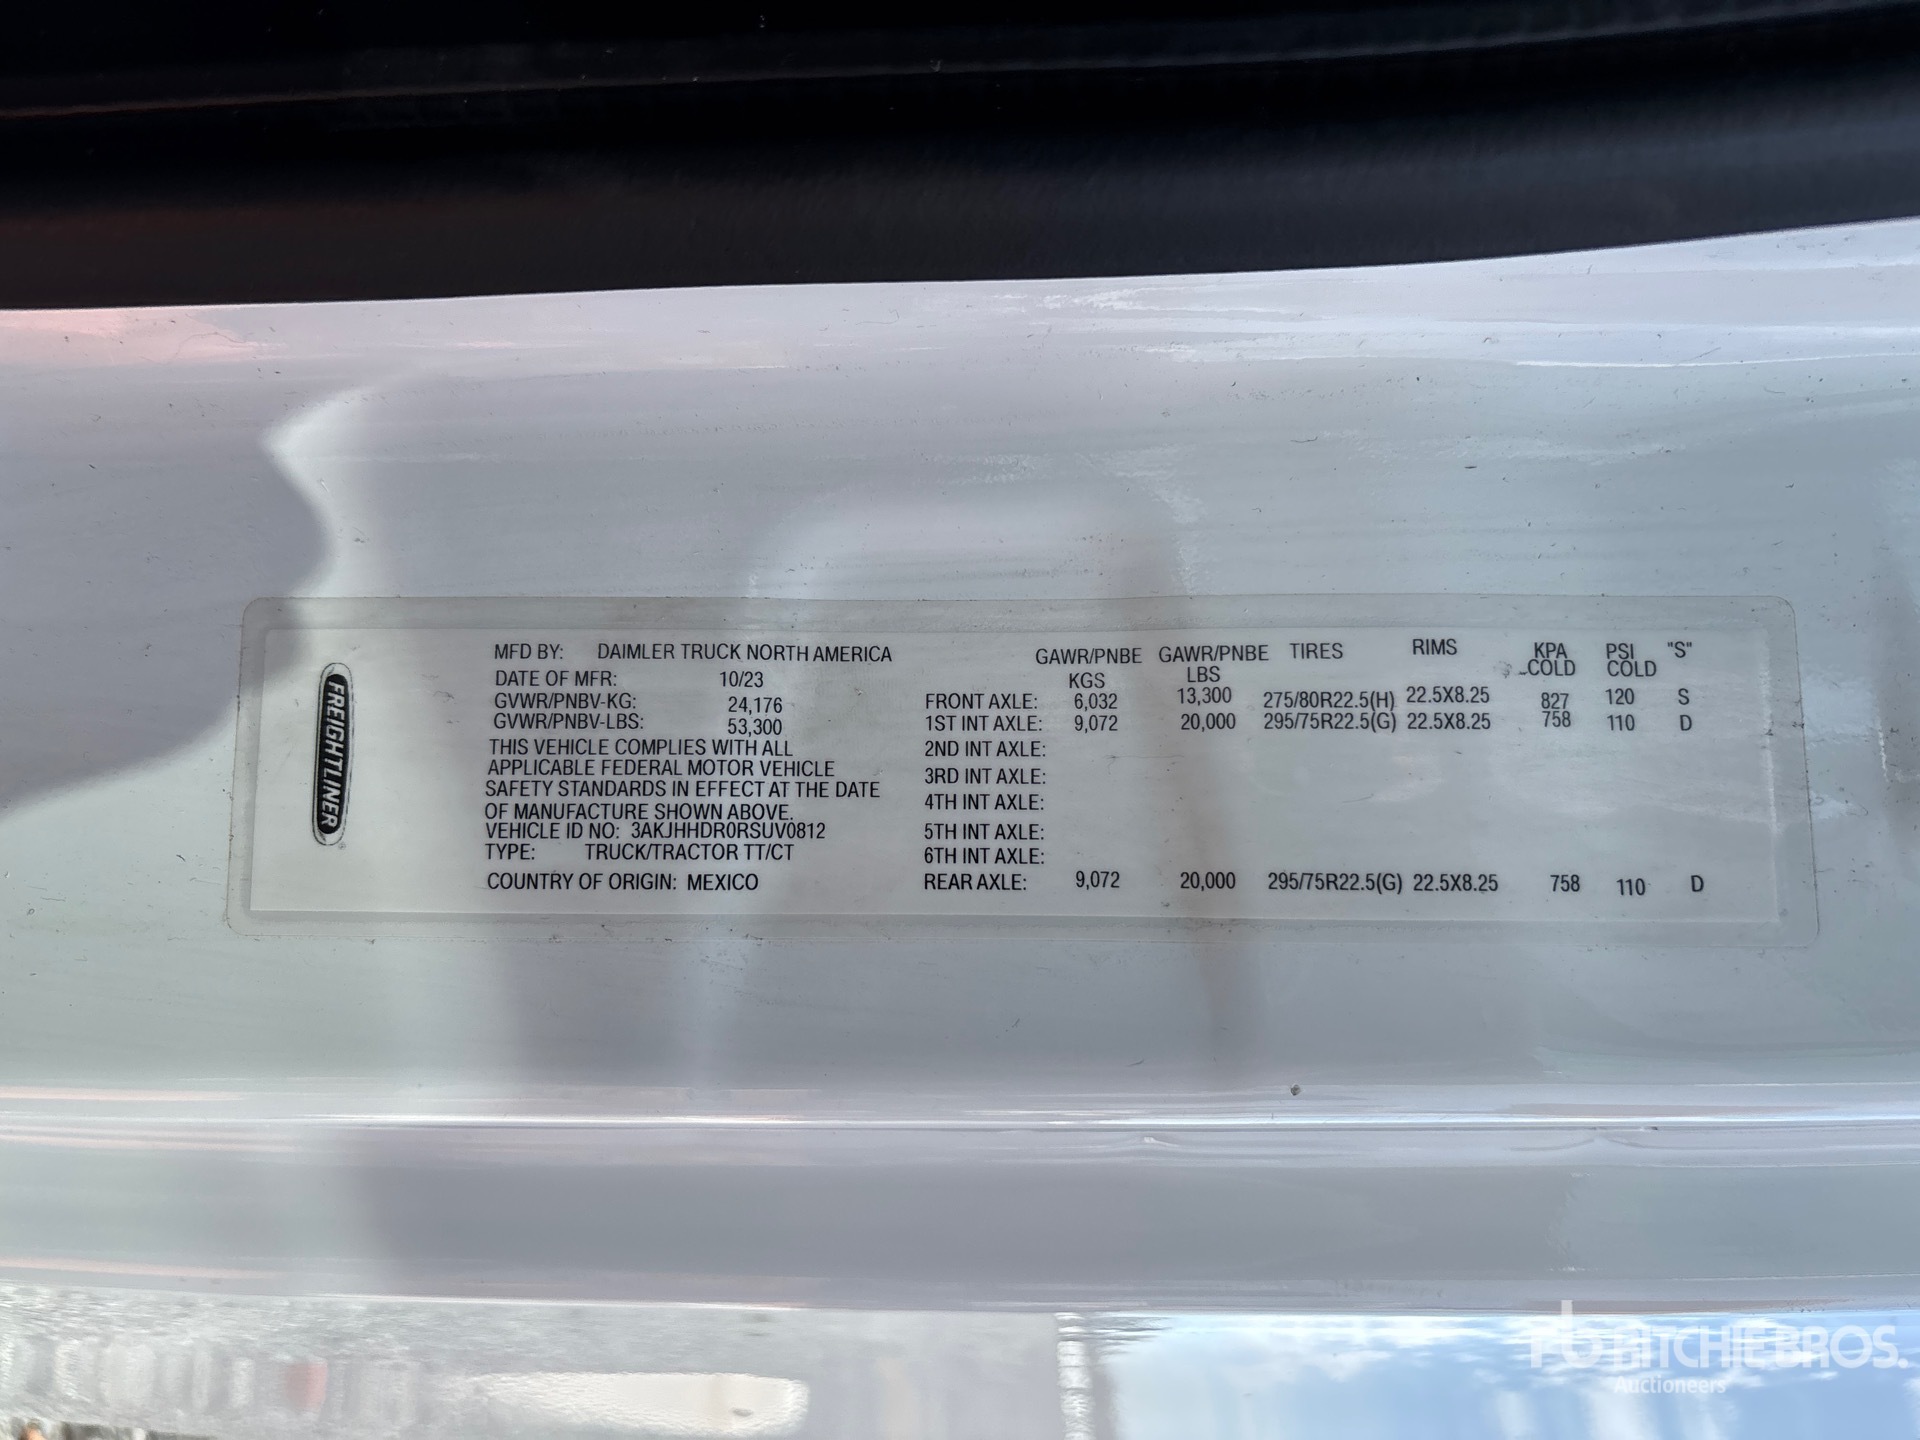 FREIGHTLINER
MFD BY: DAIMLER TRUCK NORTH AMERICA
DATE OF MFR: 10/23
GVWR/PNBV-KG: 24,176
GVWR/PNBV-LBS: 53,300
THIS VEHICLE COMPLIES WITH ALL
APPLICABLE FEDERAL MOTOR VEHICLE
SAFETY STANDARDS IN EFFECT AT THE DATE
OF MANUFACTURE SHOWN ABOVE.
VEHICLE ID NO: 3AKJHHDR0RSUV0812
TYPE: TRUCK/TRACTOR TT/CT
COUNTRY OF ORIGIN: MEXICO
GAWR/PNBE GAWR/PNBE TIRES RIMS KPA PSI "S"
KGS LBS COLD COLD
FRONT AXLE: 6,032 13,300 275/80R22.5(H) 22.5X8.25 827 120 S
1ST INT AXLE: 9,072 20,000 295/75R22.5(G) 22.5X8.25 758 110 D
2ND INT AXLE:
3RD INT AXLE:
4TH INT AXLE:
5TH INT AXLE:
6TH INT AXLE:
REAR AXLE: 9,072 20,000 295/75R22.5(G) 22.5X8.25 758 110 D
rb RITCHIE BROS.
Auctioneers